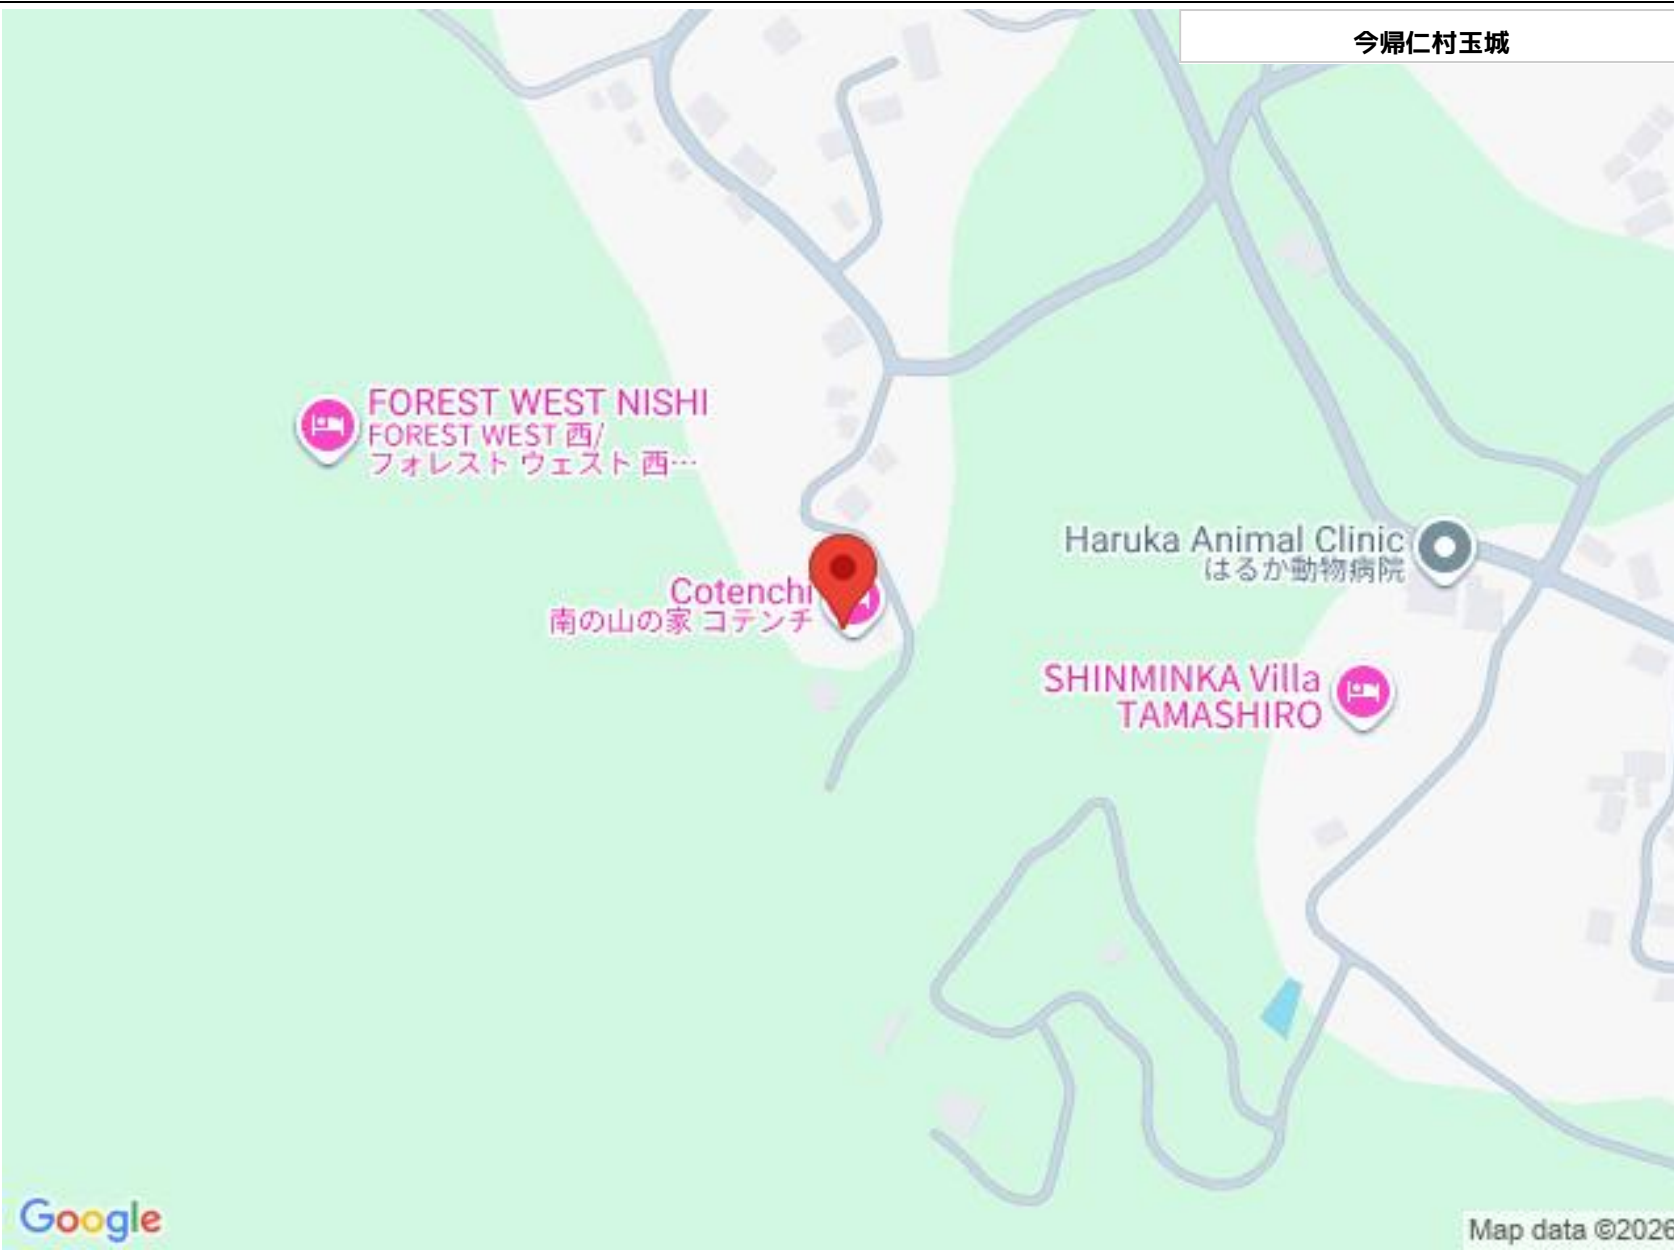 今帰仁村玉城
FOREST WEST NISHI
FOREST WEST 西/
フォレスト ウェスト 西…
Haruka Animal Clinic
はるか動物病院
Cotenchi
南の山の家 コテンチ
SHINMINKA Villa
TAMASHIRO
Google
Map data ©2026